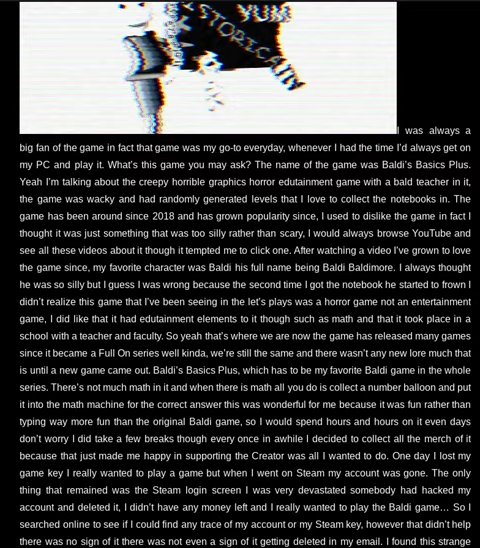 YUM
STORICAIN
I was always a
big fan of the game in fact that game was my go-to everyday, whenever I had the time I'd always get on
my PC and play it. What's this game you may ask? The name of the game was Baldi's Basics Plus.
Yeah I'm talking about the creepy horrible graphics horror edutainment game with a bald teacher in it,
the game was wacky and had randomly generated levels that I love to collect the notebooks in. The
game has been around since 2018 and has grown popularity since, I used to dislike the game in fact I
thought it was just something that was too silly rather than scary, I would always browse YouTube and
see all these videos about it though it tempted me to click one. After watching a video I've grown to love
the game since, my favorite character was Baldi his full name being Baldi Baldimore. I always thought
he was so silly but I guess I was wrong because the second time I got the notebook he started to frown I
didn't realize this game that I've been seeing in the let's plays was a horror game not an entertainment
game, I did like that it had edutainment elements to it though such as math and that it took place in a
school with a teacher and faculty. So yeah that's where we are now the game has released many games
since it became a Full On series well kinda, we're still the same and there wasn't any new lore much that
is until a new game came out. Baldi's Basics Plus, which has to be my favorite Baldi game in the whole
series. There's not much math in it and when there is math all you do is collect a number balloon and put
it into the math machine for the correct answer this was wonderful for me because it was fun rather than
typing way more fun than the original Baldi game, so I would spend hours and hours on it even days
don't worry I did take a few breaks though every once in awhile I decided to collect all the merch of it
because that just made me happy in supporting the Creator was all I wanted to do. One day I lost my
game key I really wanted to play a game but when I went on Steam my account was gone. The only
thing that remained was the Steam login screen I was very devastated somebody had hacked my
account and deleted it, I didn't have any money left and I really wanted to play the Baldi game… So I
searched online to see if I could find any trace of my account or my Steam key, however that didn't help
there was no sign of it there was not even a sign of it getting deleted in my email. I found this strange